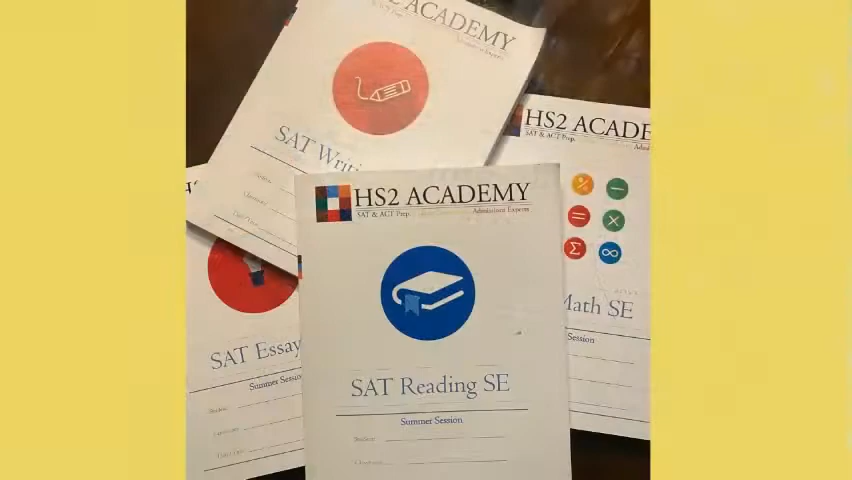 HS2 ACADEMY
SAT Writi
HS2 ACADE
SAT & ACT Prep
Math SE
Session
SAT Essay
Summer Session
HS2 ACADEMY
SAT & ACT Prep
Admissions Experts
SAT Reading SE
Summer Session
Student: